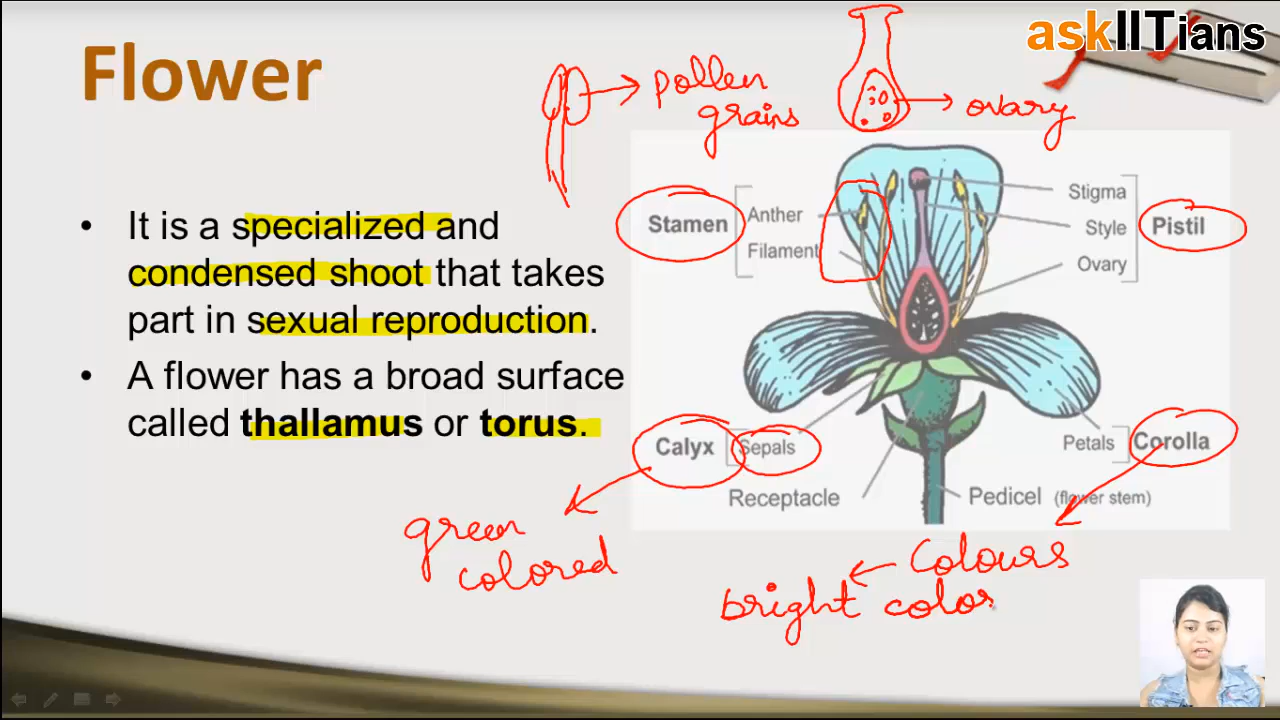 Flower
askIITians
pollen
grains
ovary
• It is a specialized and
condensed shoot that takes
part in sexual reproduction.
• A flower has a broad surface
called thallamus or torus.
Stamen
Anther
Filament
Stigma
Style
Ovary
Pistil
Calyx
Sepals
Receptacle
Petals
Corolla
Pedicel (flower stem)
green
colored
colours
bright color